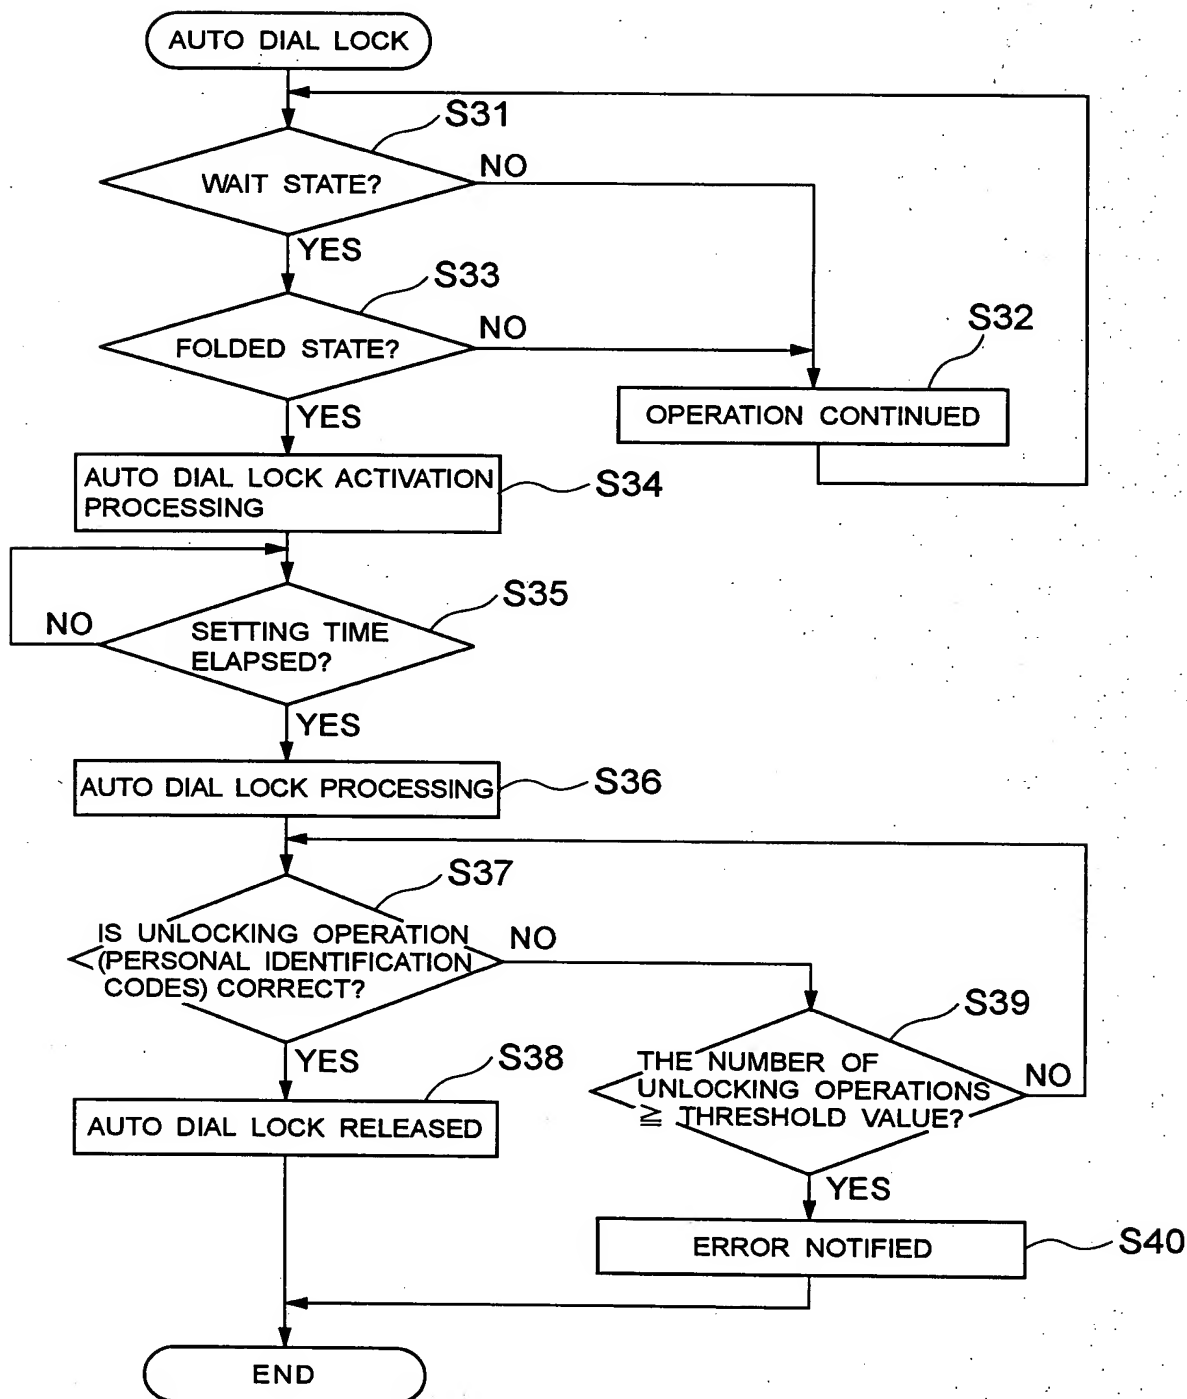 AUTO DIAL LOCK
S31
WAIT STATE?
NO
YES
S33
FOLDED STATE?
NO
YES
S32
OPERATION CONTINUED
AUTO DIAL LOCK ACTIVATION
PROCESSING
S34
S35
SETTING TIME
ELAPSED?
NO
YES
AUTO DIAL LOCK PROCESSING
S36
S37
IS UNLOCKING OPERATION
(PERSONAL IDENTIFICATION
CODES) CORRECT?
NO
YES
S39
THE NUMBER OF
UNLOCKING OPERATIONS
≧ THRESHOLD VALUE?
NO
YES
S38
AUTO DIAL LOCK RELEASED
ERROR NOTIFIED
S40
END